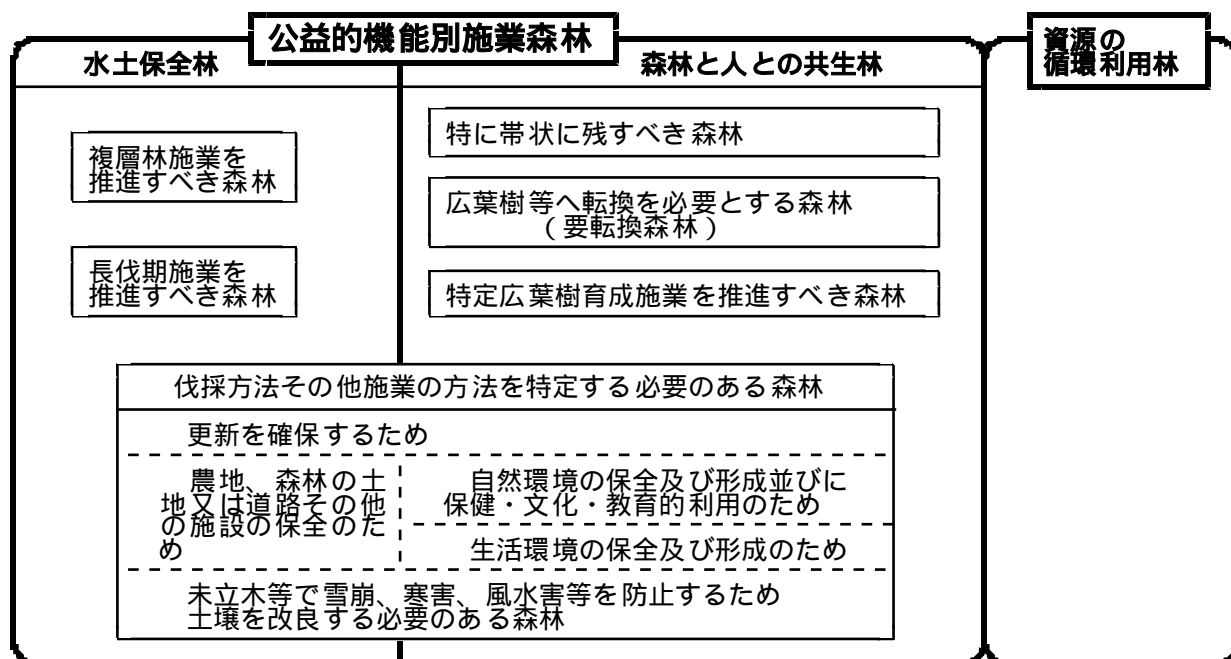 公益的機能別施業森林
資源の
循環利用林
水土保全林
森林と人との共生林
複層林施業を
推進すべき森林
長伐期施業を
推進すべき森林
特に帯状に残すべき森林
広葉樹等へ転換を必要とする森林
(要転換森林)
特定広葉樹育成施業を推進すべき森林
伐採方法その他施業の方法を特定する必要のある森林
更新を確保するため
農地、森林の土
地又は道路その他
の施設の保全のた
め
自然環境の保全及び形成並びに
保健・文化・教育的利用のため
生活環境の保全及び形成のため
未立木等で雪崩、寒害、風水害等を防止するため
土壌を改良する必要のある森林